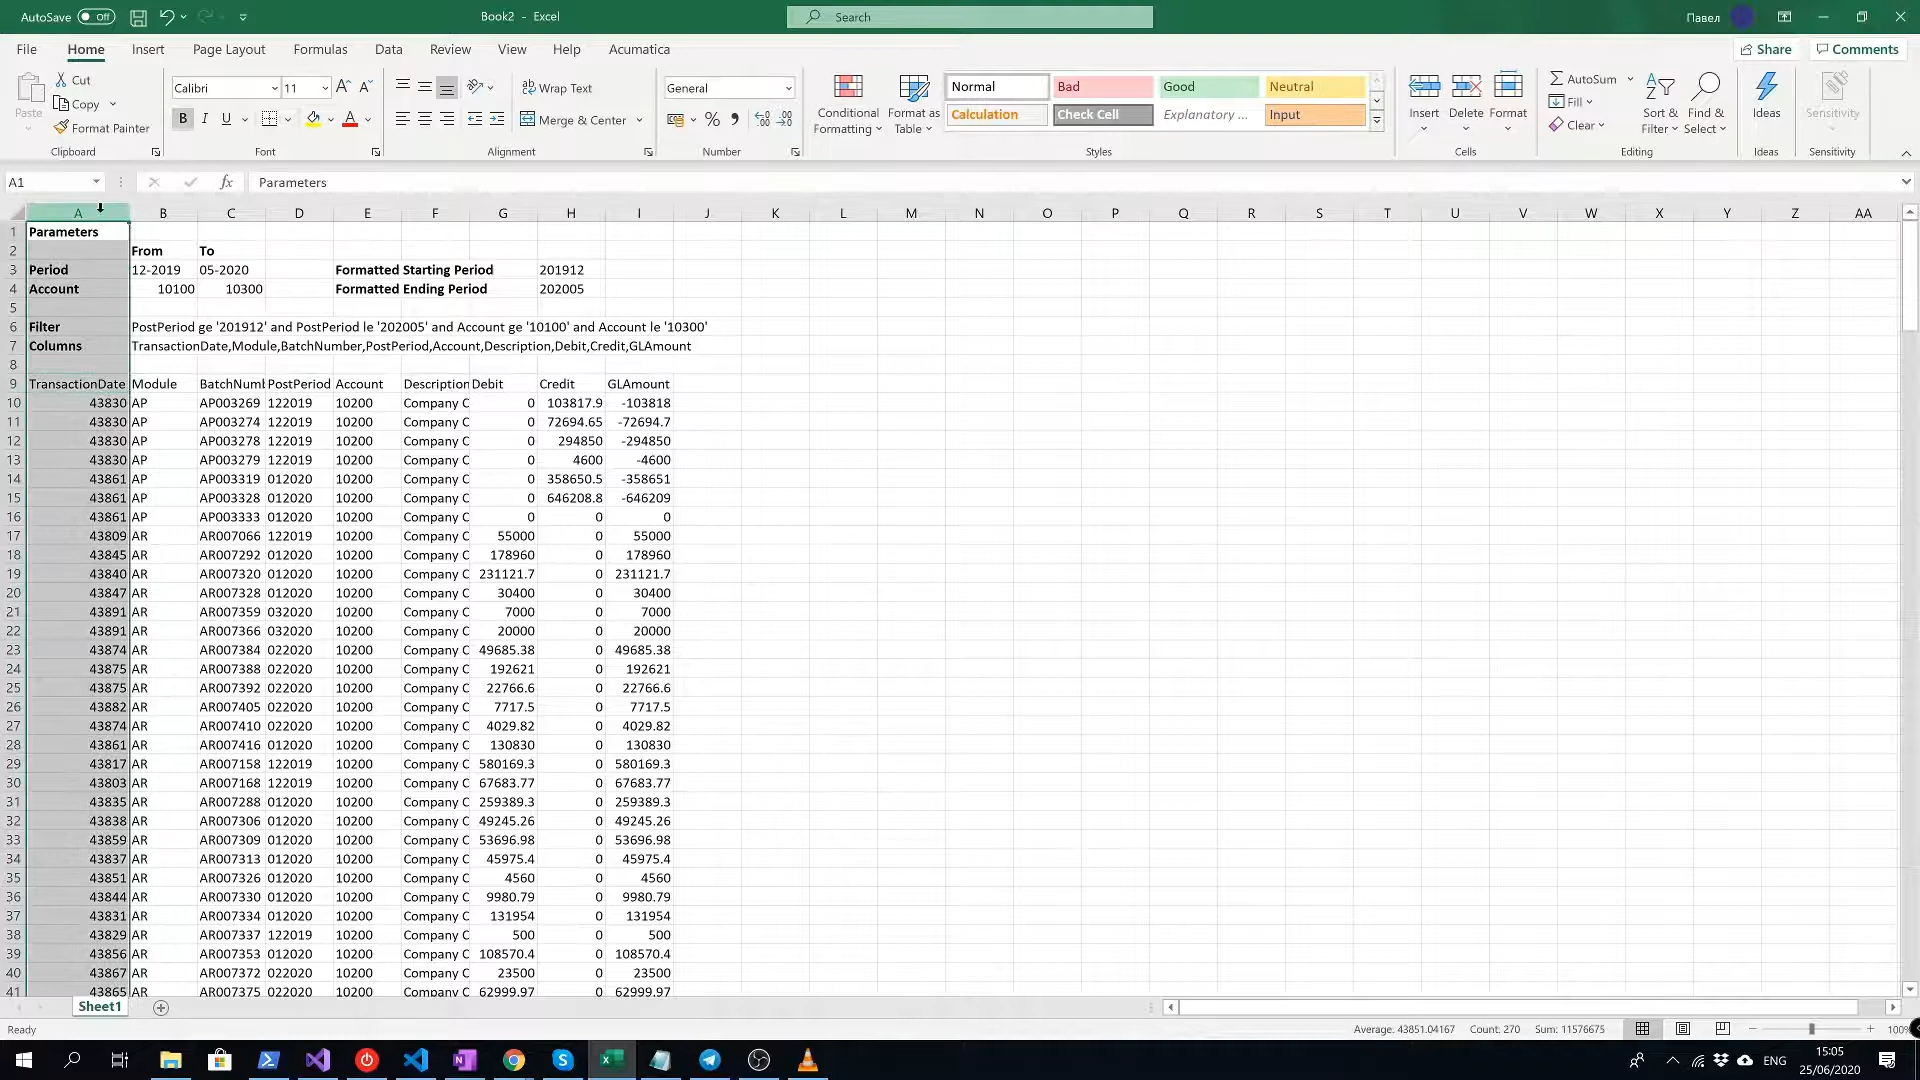 AutoSave Off Book2 - Excel Search Павел
File Home Insert Page Layout Formulas Data Review View Help Acumatica Share Comments
Paste Cut Copy Format Painter Clipboard
Calibri 11 B I U Font
Wrap Text Merge & Center Alignment
General % Number
Conditional Formatting Format as Table
Normal Bad Good Neutral
Calculation Check Cell Explanatory ... Input
Styles
Insert Delete Format Cells
AutoSum Fill Clear Sort & Filter Find & Select Editing
Ideas Ideas
Sensitivity Sensitivity
A1 fx Parameters
A B C D E F G H I J K L M N O P Q R S T U V W X Y Z AA
1 Parameters
2 From To
3 Period 12-2019 05-2020 Formatted Starting Period 201912
4 Account 10100 10300 Formatted Ending Period 202005
5
6 Filter PostPeriod ge '201912' and PostPeriod le '202005' and Account ge '10100' and Account le '10300'
7 Columns TransactionDate,Module,BatchNumber,PostPeriod,Account,Description,Debit,Credit,GLAmount
8
9 TransactionDate Module BatchNum PostPeriod Account Description Debit Credit GLAmount
10 43830 AP AP003269 122019 10200 Company C 0 103817.9 -103818
11 43830 AP AP003274 122019 10200 Company C 0 72694.65 -72694.7
12 43830 AP AP003278 122019 10200 Company C 0 294850 -294850
13 43830 AP AP003279 122019 10200 Company C 0 4600 -4600
14 43861 AP AP003319 012020 10200 Company C 0 358650.5 -358651
15 43861 AP AP003328 012020 10200 Company C 0 646208.8 -646209
16 43861 AP AP003333 012020 10200 Company C 0 0 0
17 43809 AR AR007066 122019 10200 Company C 55000 0 55000
18 43845 AR AR007292 012020 10200 Company C 178960 0 178960
19 43840 AR AR007320 012020 10200 Company C 231121.7 0 231121.7
20 43847 AR AR007328 012020 10200 Company C 30400 0 30400
21 43891 AR AR007359 032020 10200 Company C 7000 0 7000
22 43891 AR AR007366 032020 10200 Company C 20000 0 20000
23 43874 AR AR007384 022020 10200 Company C 49685.38 0 49685.38
24 43875 AR AR007388 022020 10200 Company C 192621 0 192621
25 43875 AR AR007392 022020 10200 Company C 22766.6 0 22766.6
26 43882 AR AR007405 022020 10200 Company C 7717.5 0 7717.5
27 43874 AR AR007410 022020 10200 Company C 4029.82 0 4029.82
28 43861 AR AR007416 012020 10200 Company C 130830 0 130830
29 43817 AR AR007158 122019 10200 Company C 580169.3 0 580169.3
30 43803 AR AR007168 122019 10200 Company C 67683.77 0 67683.77
31 43835 AR AR007288 012020 10200 Company C 259389.3 0 259389.3
32 43838 AR AR007306 012020 10200 Company C 49245.26 0 49245.26
33 43859 AR AR007309 012020 10200 Company C 53696.98 0 53696.98
34 43837 AR AR007313 012020 10200 Company C 45975.4 0 45975.4
35 43851 AR AR007326 012020 10200 Company C 4560 0 4560
36 43844 AR AR007330 012020 10200 Company C 9980.79 0 9980.79
37 43831 AR AR007334 012020 10200 Company C 131954 0 131954
38 43829 AR AR007337 122019 10200 Company C 500 0 500
39 43856 AR AR007353 012020 10200 Company C 108570.4 0 108570.4
40 43867 AR AR007372 022020 10200 Company C 23500 0 23500
41 43865 AR AR007375 022020 10200 Company C 62999.97 0 62999.97
Sheet1
Ready Average: 43851.04167 Count: 270 Sum: 11576675 100%
ENG 15:05
25/06/2020